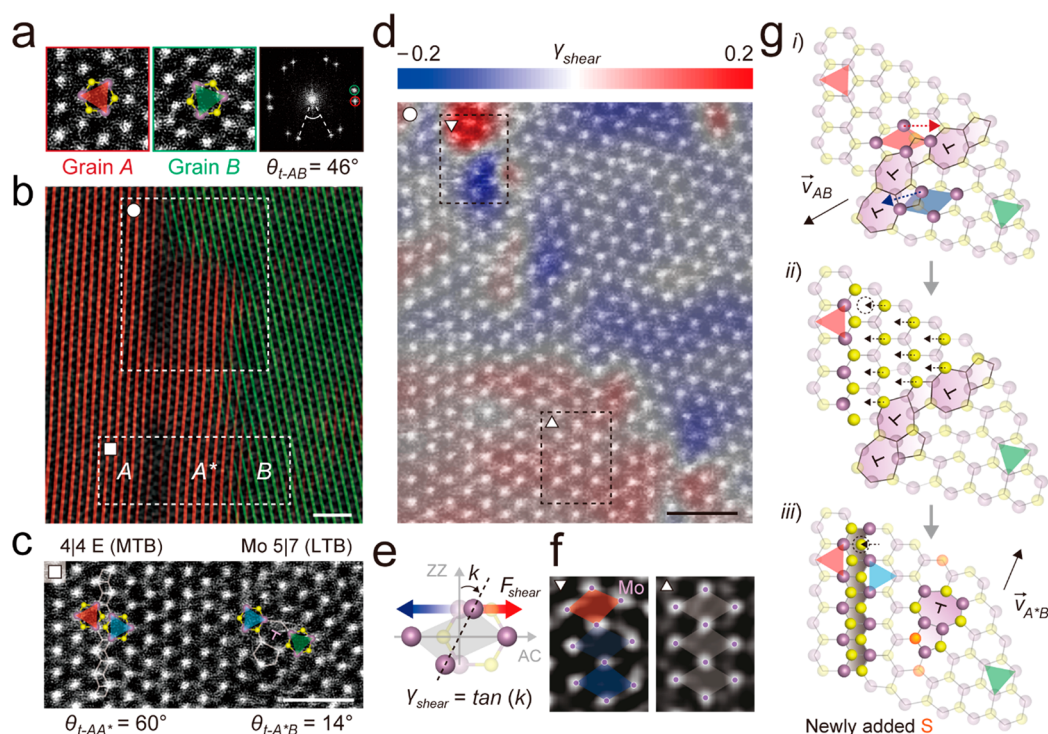 a
Grain A
Grain B
θt-AB = 46°
b
A
A*
B
c
4|4 E (MTB)
Mo 5|7 (LTB)
θt-AA* = 60°
θt-A*B = 14°
d
−0.2
γshear
0.2
e
ZZ
k
Fshear
AC
γshear = tan (k)
f
Mo
g
i)
⊥
⊥
⊥
v⃗AB
ii)
⊥
⊥
⊥
iii)
⊥
v⃗A*B
Newly added S